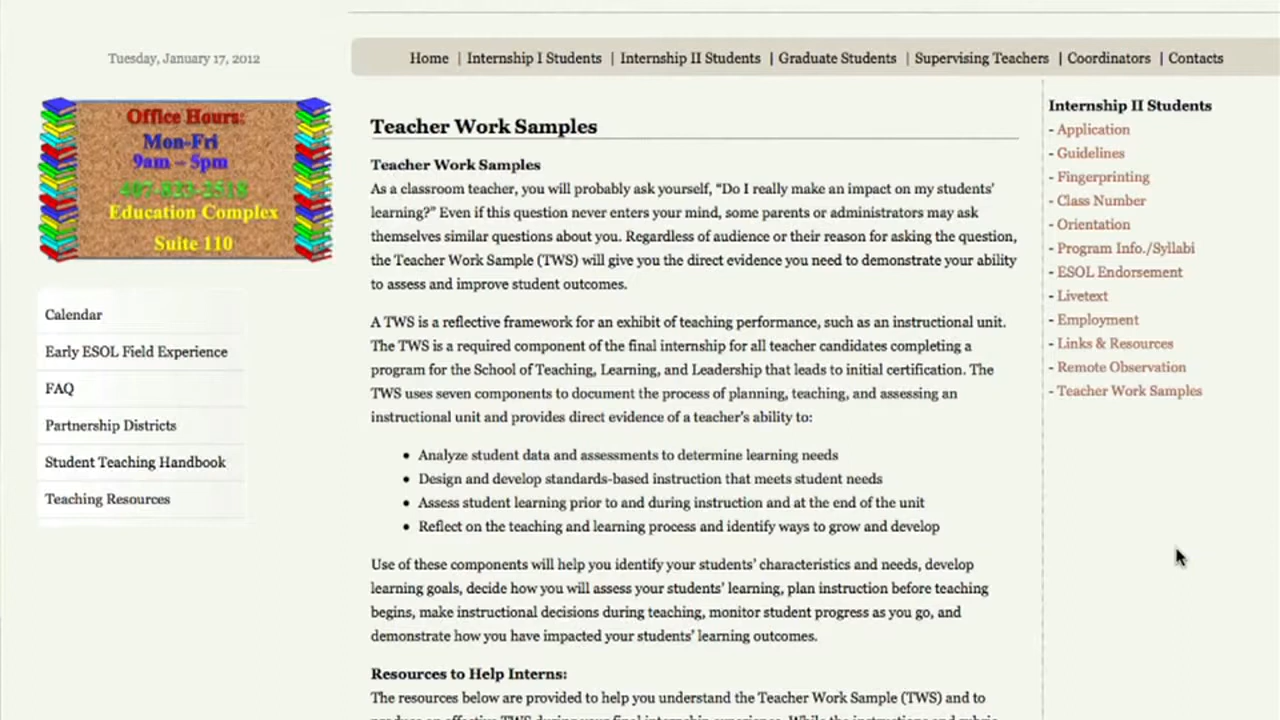 Tuesday, January 17, 2012
Home | Internship I Students | Internship II Students | Graduate Students | Supervising Teachers | Coordinators | Contacts
Office Hours:
Mon-Fri
9am – 5pm
407-823-2518
Education Complex
Suite 110
Calendar
Early ESOL Field Experience
FAQ
Partnership Districts
Student Teaching Handbook
Teaching Resources
Teacher Work Samples
Teacher Work Samples
As a classroom teacher, you will probably ask yourself, “Do I really make an impact on my students’
learning?” Even if this question never enters your mind, some parents or administrators may ask
themselves similar questions about you. Regardless of audience or their reason for asking the question,
the Teacher Work Sample (TWS) will give you the direct evidence you need to demonstrate your ability
to assess and improve student outcomes.
A TWS is a reflective framework for an exhibit of teaching performance, such as an instructional unit.
The TWS is a required component of the final internship for all teacher candidates completing a
program for the School of Teaching, Learning, and Leadership that leads to initial certification. The
TWS uses seven components to document the process of planning, teaching, and assessing an
instructional unit and provides direct evidence of a teacher’s ability to:
• Analyze student data and assessments to determine learning needs
• Design and develop standards-based instruction that meets student needs
• Assess student learning prior to and during instruction and at the end of the unit
• Reflect on the teaching and learning process and identify ways to grow and develop
Use of these components will help you identify your students’ characteristics and needs, develop
learning goals, decide how you will assess your students’ learning, plan instruction before teaching
begins, make instructional decisions during teaching, monitor student progress as you go, and
demonstrate how you have impacted your students’ learning outcomes.
Resources to Help Interns:
The resources below are provided to help you understand the Teacher Work Sample (TWS) and to
Internship II Students
- Application
- Guidelines
- Fingerprinting
- Class Number
- Orientation
- Program Info./Syllabi
- ESOL Endorsement
- Livetext
- Employment
- Links & Resources
- Remote Observation
- Teacher Work Samples